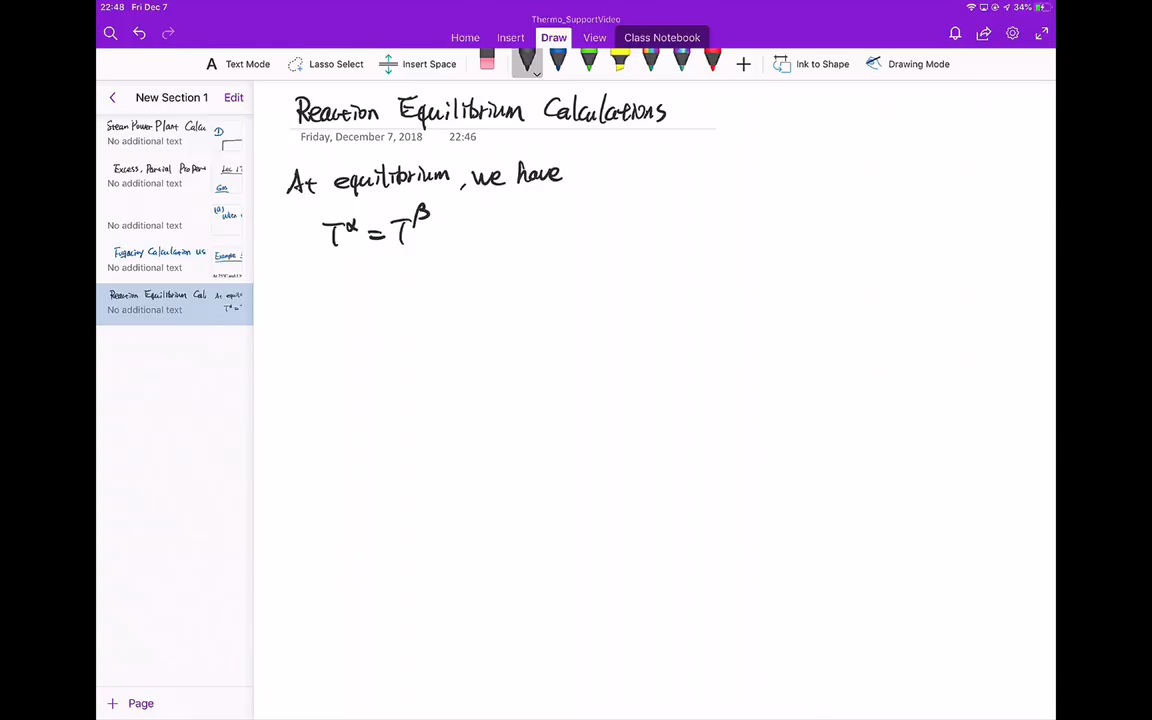 22:48 Fri Dec 7
34%
Thermo_SupportVideo
Home Insert Draw View Class Notebook
Text Mode Lasso Select Insert Space Ink to Shape Drawing Mode
New Section 1 Edit
Steam Power Plant Calcu
No additional text
Excess, Partial Prope
No additional text
No additional text
Fugacity Calculation us
No additional text
Reaction Equilibrium Cal
No additional text
Page
Reaction Equilibrium Calculations
Friday, December 7, 2018 22:46
At equilibrium, we have
T^α = T^β